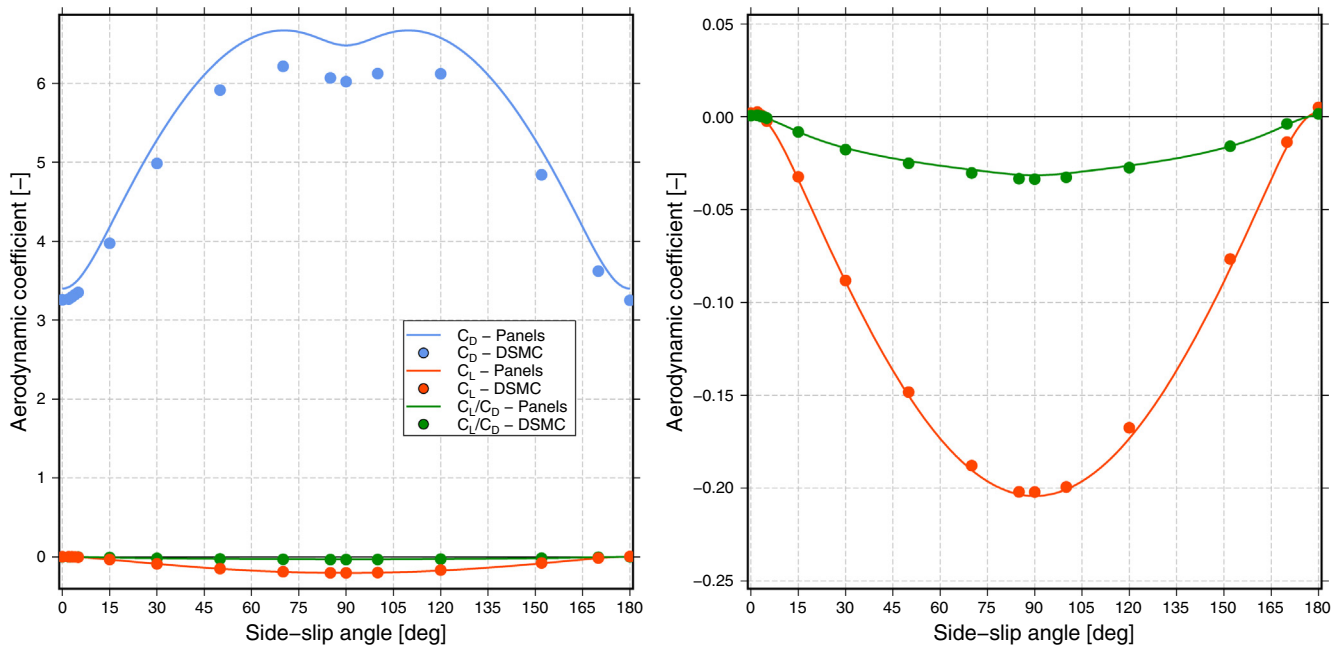 Aerodynamic coefficient [–]
6
5
4
3
2
1
0
0 15 30 45 60 75 90 105 120 135 150 165 180
Side–slip angle [deg]
C_D – Panels
C_D – DSMC
C_L – Panels
C_L – DSMC
C_L/C_D – Panels
C_L/C_D – DSMC
Aerodynamic coefficient [–]
0.05
0.00
−0.05
−0.10
−0.15
−0.20
−0.25
0 15 30 45 60 75 90 105 120 135 150 165 180
Side–slip angle [deg]